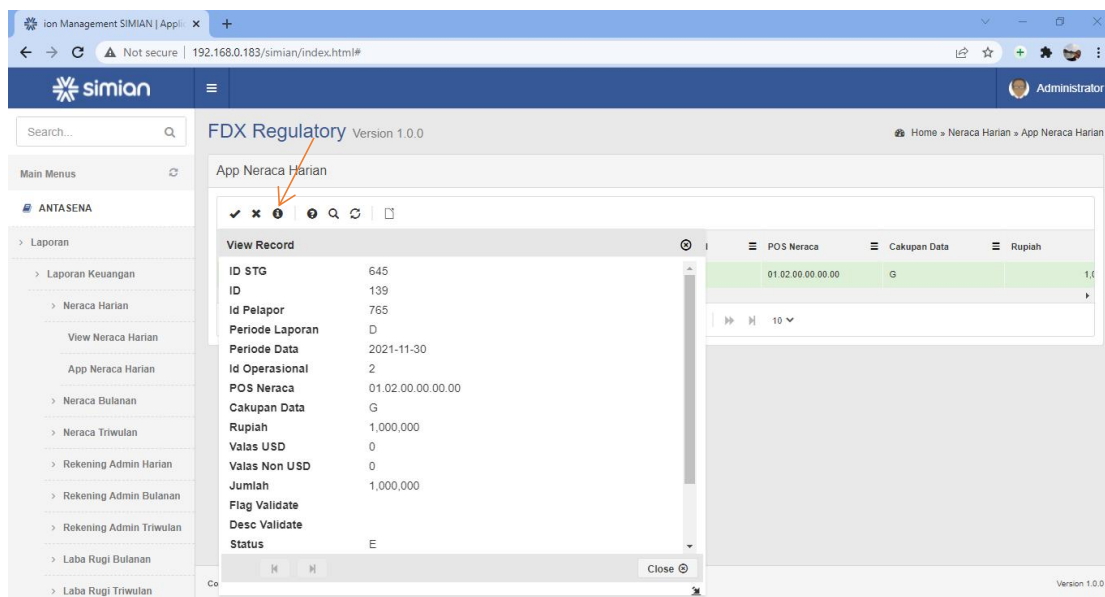 ion Management SIMIAN | Applic
Not secure | 192.168.0.183/simian/index.html#
simian
Administrator
Search...
FDX Regulatory Version 1.0.0
Home » Neraca Harian » App Neraca Harian
Main Menus
App Neraca Harian
ANTASENA
Laporan
View Record
POS Neraca
Cakupan Data
Rupiah
ID STG 645
01.02.00.00.00.00 G 1,0
Laporan Keuangan
ID 139
Neraca Harian
Id Pelapor 765
Periode Laporan D
10
View Neraca Harian
Periode Data 2021-11-30
App Neraca Harian
Id Operasional 2
POS Neraca 01.02.00.00.00.00
Neraca Bulanan
Cakupan Data G
Rupiah 1,000,000
Neraca Triwulan
Valas USD 0
Rekening Admin Harian
Valas Non USD 0
Jumlah 1,000,000
Rekening Admin Bulanan
Flag Validate
Rekening Admin Triwulan
Desc Validate
Status E
Laba Rugi Bulanan
Close
Co
Version 1.0.0
Laba Rugi Triwulan